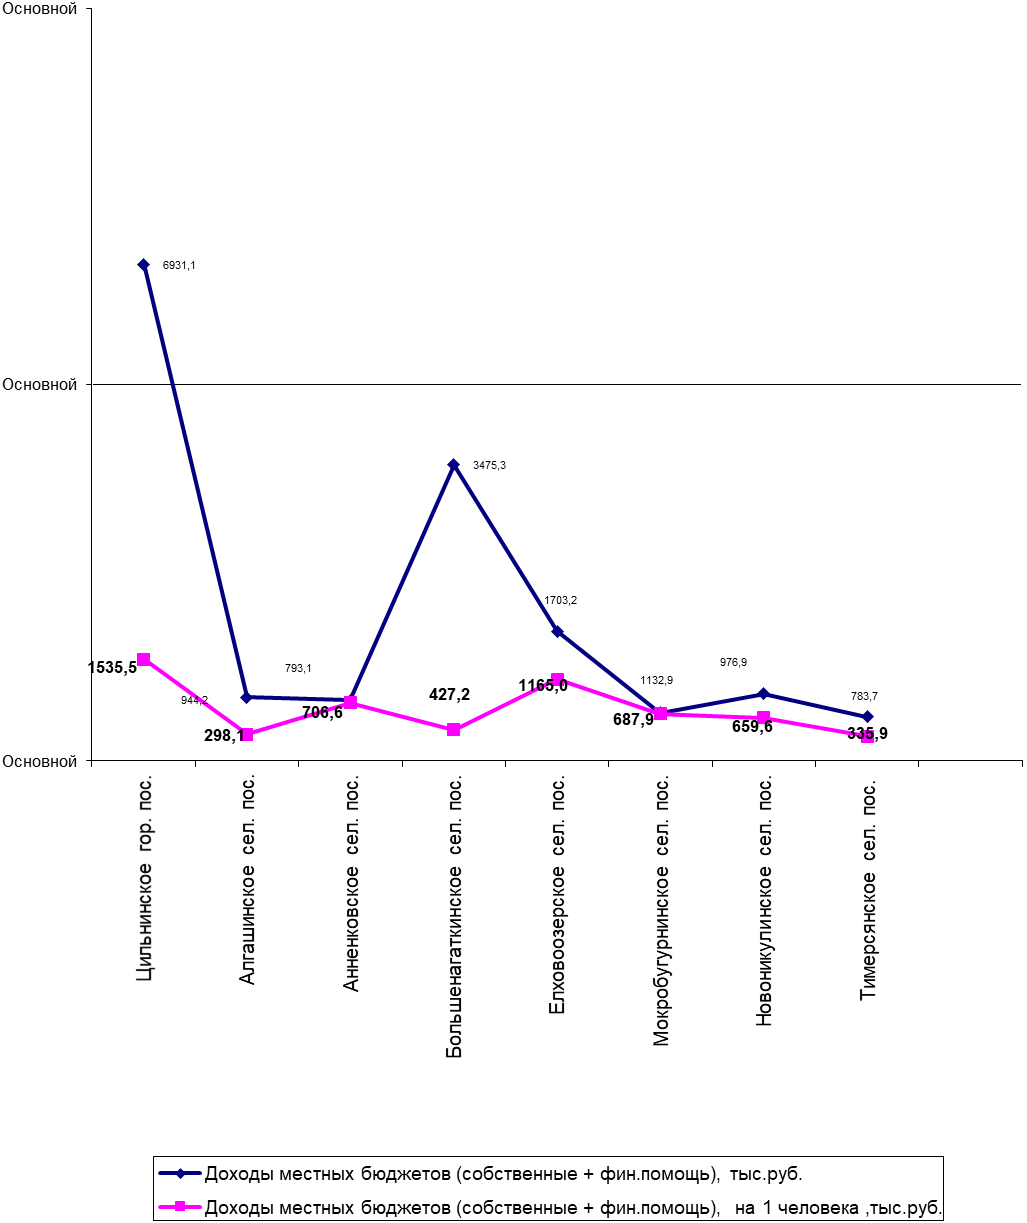 Основной
6931,1
Основной
3475,3
1703,2
793,1
976,9
1132,9
1535,5
1165,0
427,2
783,7
944,2
706,6
687,9
659,6
298,1
335,9
Основной
Цильнинское гор. пос.
Алгашинское сел. пос.
Анненковское сел. пос.
Большенагаткинское сел. пос.
Елховоозерское сел. пос.
Мокробугурнинское сел. пос.
Новоникулинское сел. пос.
Тимерсянское сел. пос.
Доходы местных бюджетов (собственные + фин.помощь), тыс.руб.
Доходы местных бюджетов (собственные + фин.помощь), на 1 человека ,тыс.руб.